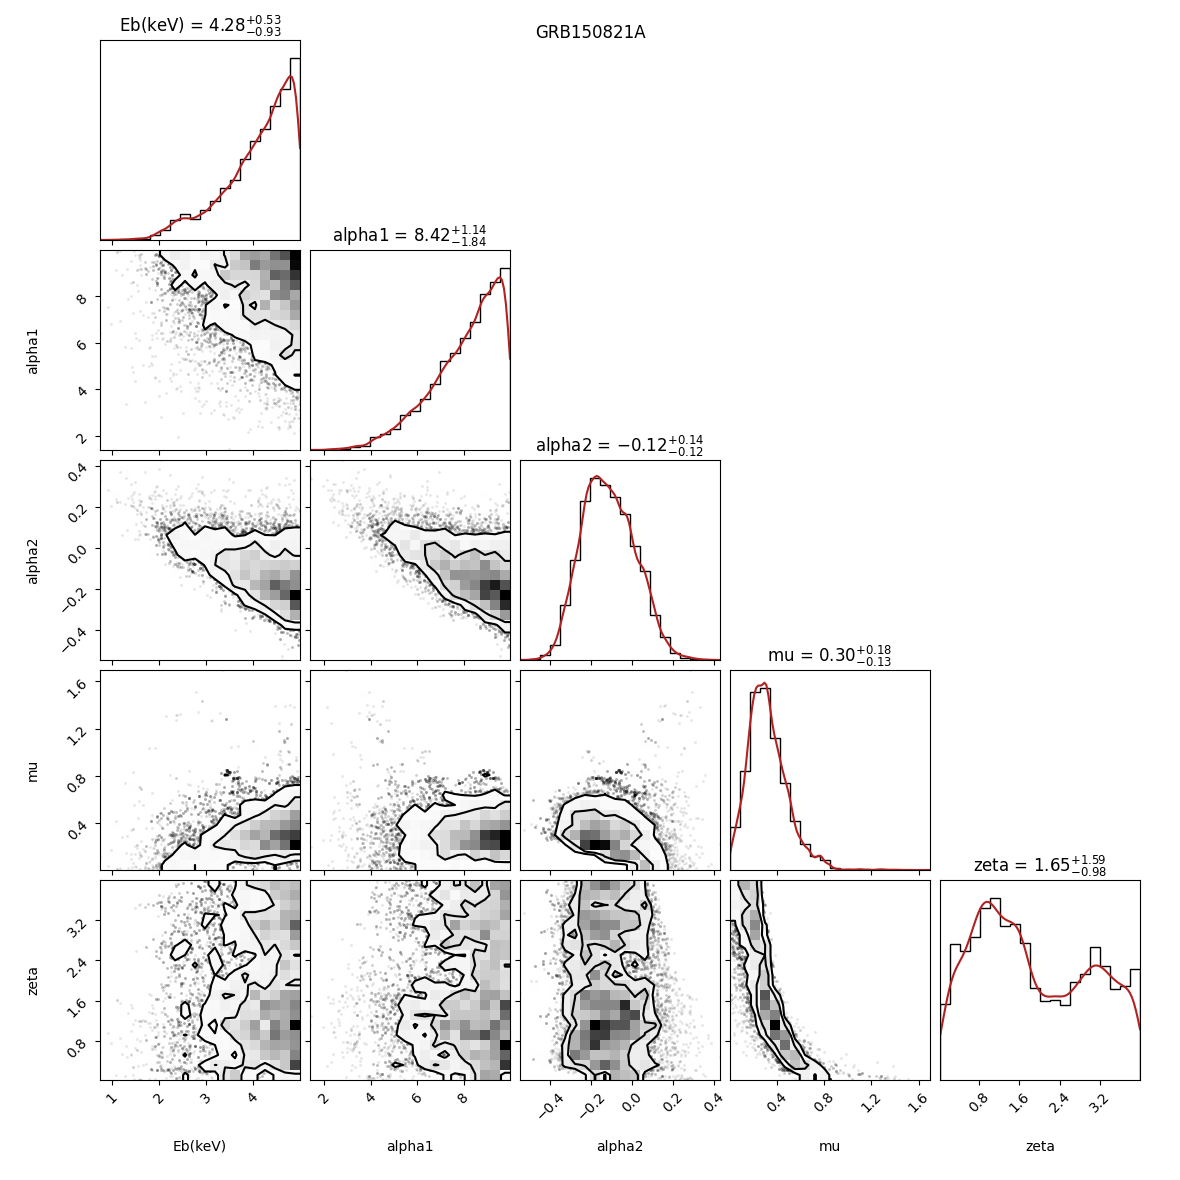 GRB150821A
Eb(keV) = 4.28+0.53 −0.93
alpha1 = 8.42+1.14 −1.84
alpha2 = −0.12+0.14 −0.12
mu = 0.30+0.18 −0.13
zeta = 1.65+1.59 −0.98
alpha1
8
6
4
2
alpha2
0.4
0.2
0.0
−0.2
−0.4
mu
1.6
1.2
0.8
0.4
zeta
3.2
2.4
1.6
0.8
1 2 3 4
2 4 6 8
−0.4 −0.2 0.0 0.2 0.4
0.4 0.8 1.2 1.6
0.8 1.6 2.4 3.2
Eb(keV)
alpha1
alpha2
mu
zeta